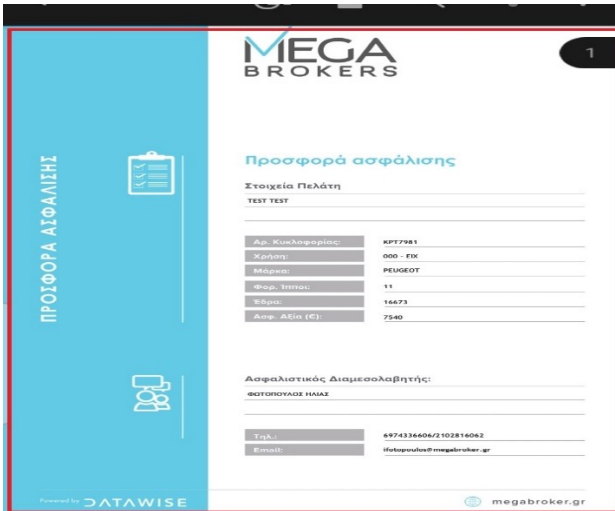 MEGA
BROKERS
1
ΠΡΟΣΦΟΡΑ ΑΣΦΑΛΙΣΗΣ
Προσφορά ασφάλισης
Στοιχεία Πελάτη
TEST TEST
Αρ. Κυκλοφορίας: KPT7981
Χρήση: 000 - ΕΙΧ
Μάρκα: PEUGEOT
Φορ. Ίπποι: 11
Έδρα: 16673
Ασφ. Αξία (€): 7540
Ασφαλιστικός Διαμεσολαβητής:
ΦΩΤΟΠΟΥΛΟΣ ΗΛΙΑΣ
Τηλ.: 6974336606/2102816062
Email: ifotopoulus@megabroker.gr
Powered by DATAWISE
megabroker.gr